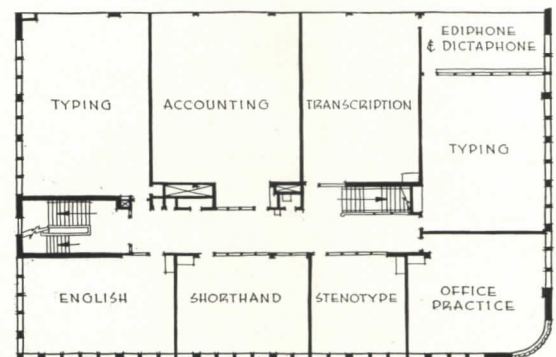 EDIPHONE
& DICTAPHONE
TYPING
ACCOUNTING
TRANSCRIPTION
TYPING
ENGLISH
SHORTHAND
STENOTYPE
OFFICE
PRACTICE